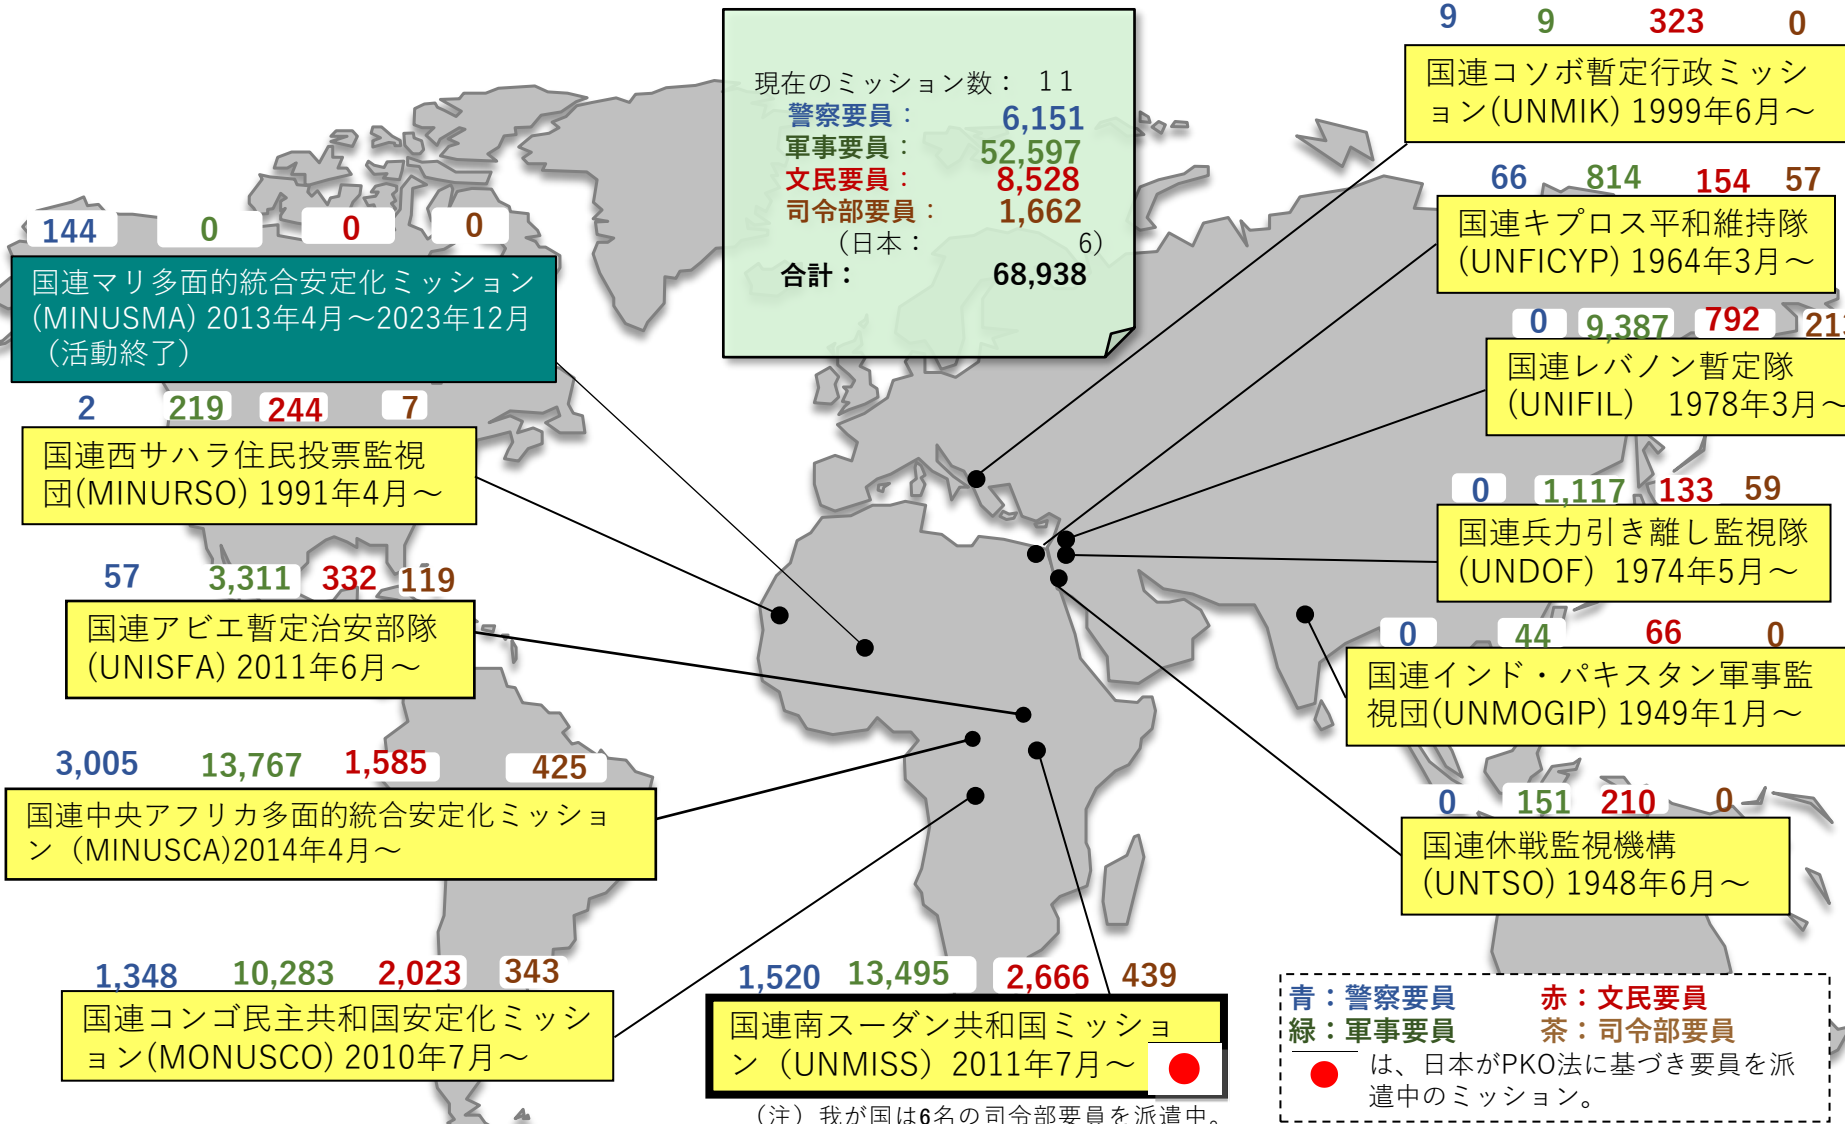 現在のミッション数： 11
警察要員： 6,151
軍事要員： 52,597
文民要員： 8,528
司令部要員： 1,662
（日本： 6）
合計： 68,938
144 0 0 0
国連マリ多面的統合安定化ミッション
(MINUSMA) 2013年4月～2023年12月
（活動終了）
2 219 244 7
国連西サハラ住民投票監視
団(MINURSO) 1991年4月～
57 3,311 332 119
国連アビエ暫定治安部隊
(UNISFA) 2011年6月～
3,005 13,767 1,585 425
国連中央アフリカ多面的統合安定化ミッショ
ン（MINUSCA)2014年4月～
1,348 10,283 2,023 343
国連コンゴ民主共和国安定化ミッシ
ョン(MONUSCO) 2010年7月～
1,520 13,495 2,666 439
国連南スーダン共和国ミッショ
ン（UNMISS）2011年7月～
（注）我が国は6名の司令部要員を派遣中。
9 9 323 0
国連コソボ暫定行政ミッシ
ョン(UNMIK) 1999年6月～
66 814 154 57
国連キプロス平和維持隊
(UNFICYP) 1964年3月～
0 9,387 792
国連レバノン暫定隊
(UNIFIL) 1978年3月～
0 1,117 133 59
国連兵力引き離し監視隊
(UNDOF) 1974年5月～
0 44 66 0
国連インド・パキスタン軍事監
視団(UNMOGIP) 1949年1月～
0 151 210 0
国連休戦監視機構
(UNTSO) 1948年6月～
青：警察要員 赤：文民要員
緑：軍事要員 茶：司令部要員
は、日本がPKO法に基づき要員を派
遣中のミッション。